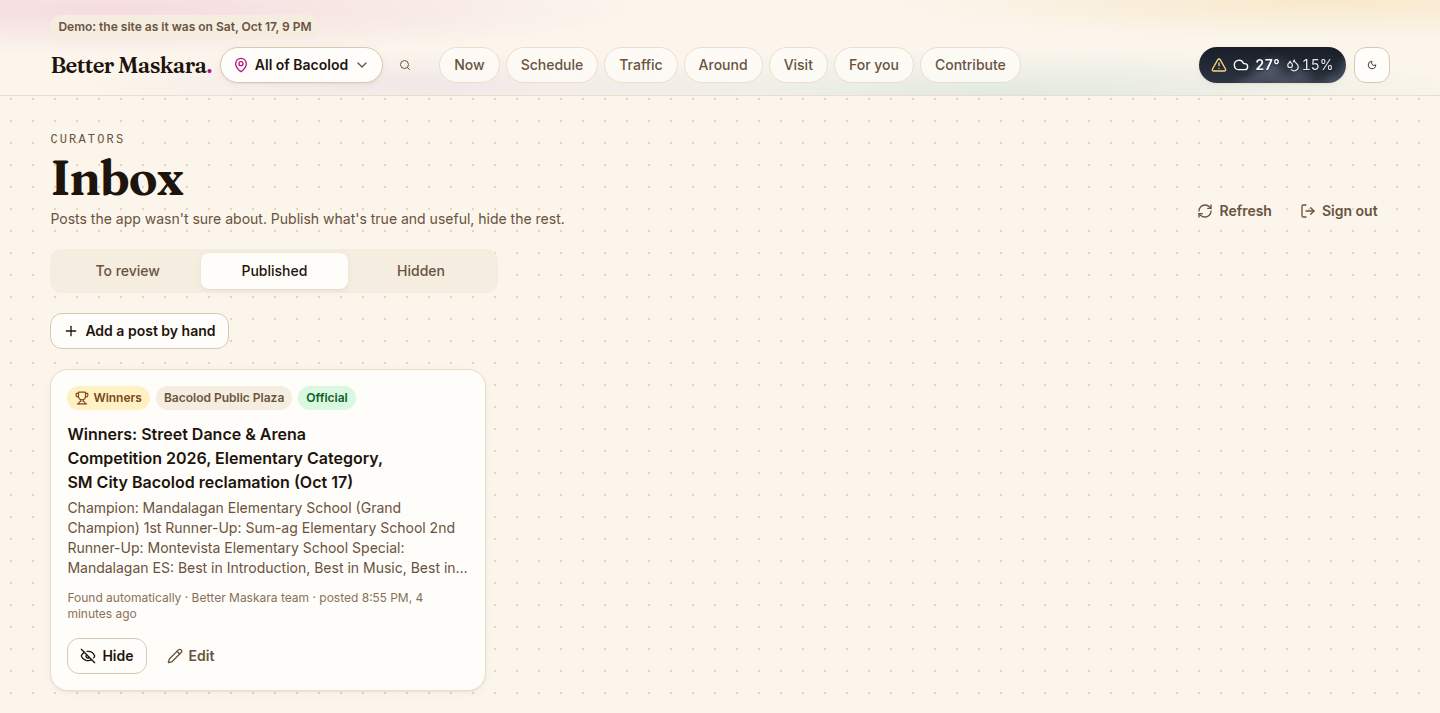 Demo: the site as it was on Sat, Oct 17, 9 PM
Better Maskara.
All of Bacolod
Now
Schedule
Traffic
Around
Visit
For you
Contribute
27°
15%
CURATORS
Inbox
Posts the app wasn't sure about. Publish what's true and useful, hide the rest.
Refresh
Sign out
To review
Published
Hidden
Add a post by hand
Winners
Bacolod Public Plaza
Official
Winners: Street Dance & Arena
Competition 2026, Elementary Category,
SM City Bacolod reclamation (Oct 17)
Champion: Mandalagan Elementary School (Grand
Champion) 1st Runner-Up: Sum-ag Elementary School 2nd
Runner-Up: Montevista Elementary School Special:
Mandalagan ES: Best in Introduction, Best in Music, Best in...
Found automatically · Better Maskara team · posted 8:55 PM, 4
minutes ago
Hide
Edit